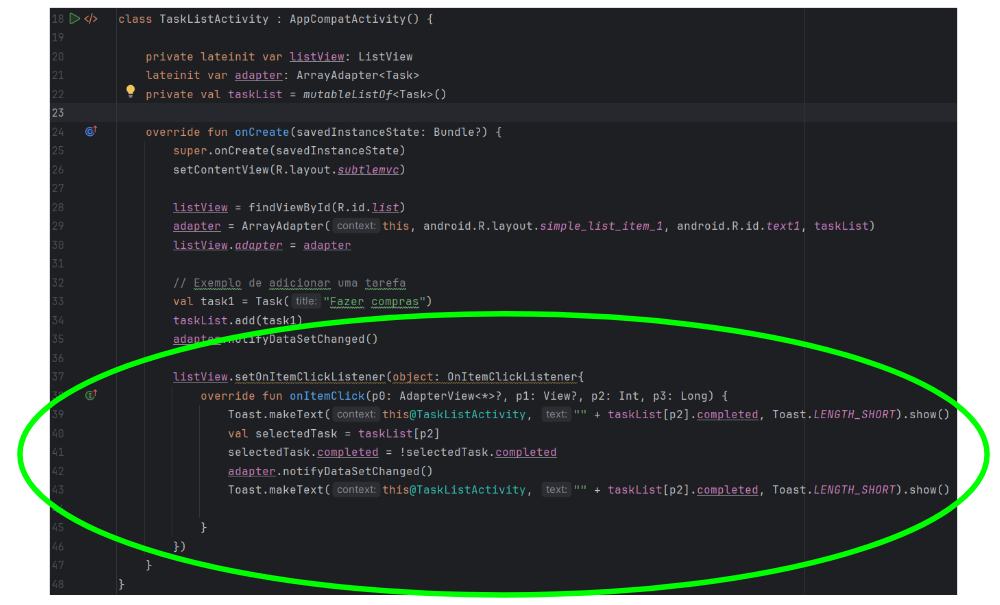 18 </> class TaskListActivity : AppCompatActivity() {
19
20 private lateinit var listView: ListView
21 lateinit var adapter: ArrayAdapter<Task>
22 private val taskList = mutableListOf<Task>()
23
24 override fun onCreate(savedInstanceState: Bundle?) {
25 super.onCreate(savedInstanceState)
26 setContentView(R.layout.subtlemvc)
27
28 listView = findViewById(R.id.list)
29 adapter = ArrayAdapter( context: this, android.R.layout.simple_list_item_1, android.R.id.text1, taskList)
30 listView.adapter = adapter
31
32 // Exemplo de adicionar uma tarefa
33 val task1 = Task( title: "Fazer compras")
34 taskList.add(task1)
35 adapter.notifyDataSetChanged()
36
37 listView.setOnItemClickListener(object: OnItemClickListener{
override fun onItemClick(p0: AdapterView<*>?, p1: View?, p2: Int, p3: Long) {
39 Toast.makeText( context: this@TaskListActivity, text: "" + taskList[p2].completed, Toast.LENGTH_SHORT).show()
40 val selectedTask = taskList[p2]
41 selectedTask.completed = !selectedTask.completed
42 adapter.notifyDataSetChanged()
43 Toast.makeText( context: this@TaskListActivity, text: "" + taskList[p2].completed, Toast.LENGTH_SHORT).show()
45 }
46 })
47 }
48 }